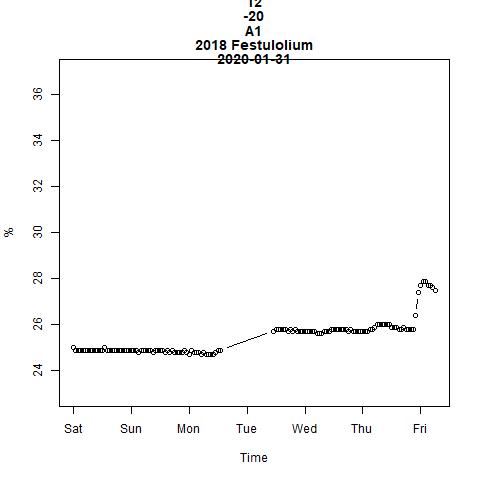 T2
-20
A1
2018 Festulolium
2020-01-31
36
34
32
30
28
26
24
%
Sat Sun Mon Tue Wed Thu Fri
Time